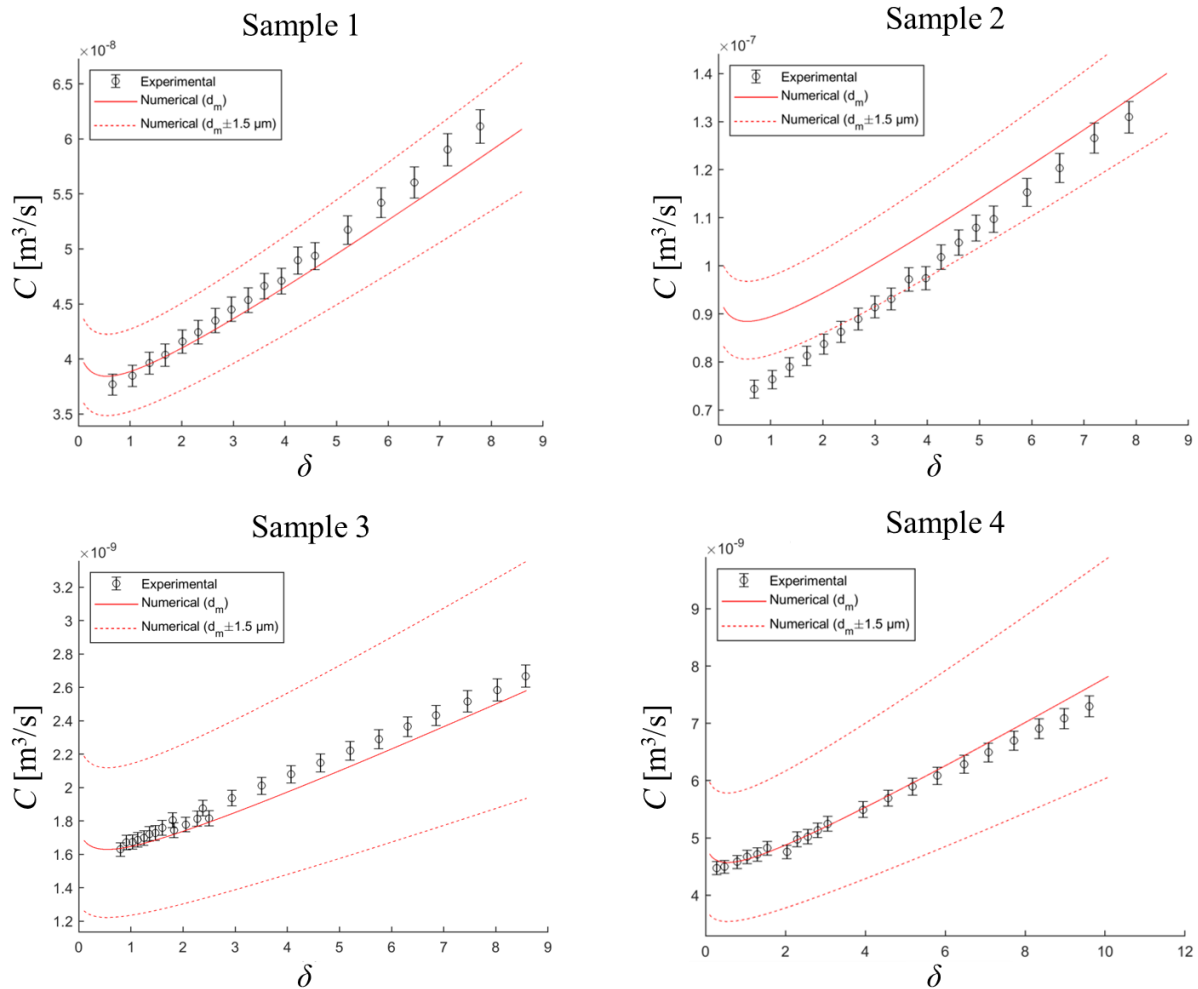 Sample 1
×10⁻⁸
6.5
6
5.5
5
4.5
4
3.5
C [m³/s]
Experimental
Numerical (dₘ)
Numerical (dₘ±1.5 µm)
0 1 2 3 4 5 6 7 8 9
δ
Sample 2
×10⁻⁷
1.4
1.3
1.2
1.1
1
0.9
0.8
0.7
C [m³/s]
Experimental
Numerical (dₘ)
Numerical (dₘ±1.5 µm)
0 1 2 3 4 5 6 7 8 9
δ
Sample 3
×10⁻⁹
3.2
3
2.8
2.6
2.4
2.2
2
1.8
1.6
1.4
1.2
C [m³/s]
Experimental
Numerical (dₘ)
Numerical (dₘ±1.5 µm)
0 1 2 3 4 5 6 7 8 9
δ
Sample 4
×10⁻⁹
9
8
7
6
5
4
C [m³/s]
Experimental
Numerical (dₘ)
Numerical (dₘ±1.5 µm)
0 2 4 6 8 10 12
δ